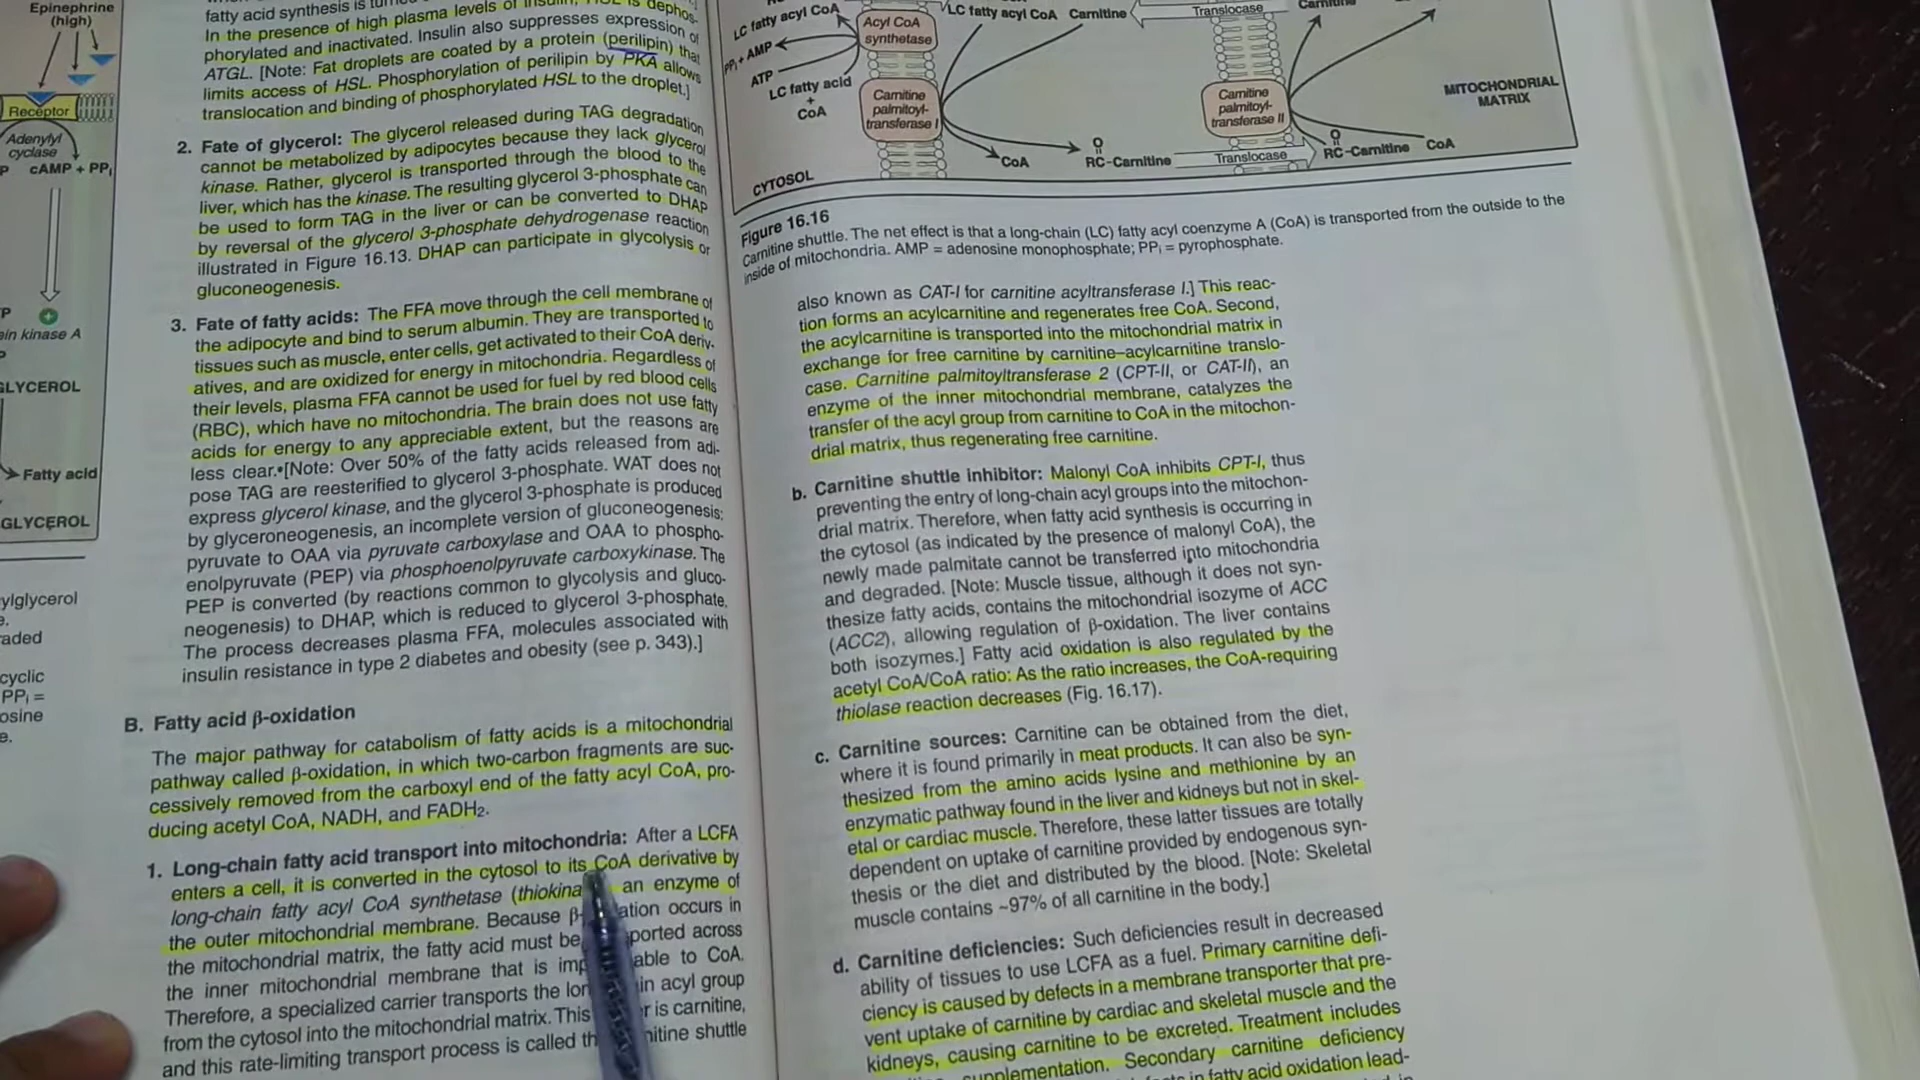 Epinephrine
(high)
Receptor
Adenylyl
cyclase
cAMP + PPi
P
ein kinase A
GLYCEROL
Fatty acid
GLYCEROL
ylglycerol
e.
raded
cyclic
PPi =
osine
e.
fatty acid synthesis is
In the presence of high plasma levels of insulin, HSL is dephos-
phorylated and inactivated. Insulin also suppresses expression of
ATGL. [Note: Fat droplets are coated by a protein (perilipin) that
limits access of HSL. Phosphorylation of perilipin by PKA allows
translocation and binding of phosphorylated HSL to the droplet.]
2. Fate of glycerol: The glycerol released during TAG degradation
cannot be metabolized by adipocytes because they lack glycerol
kinase. Rather, glycerol is transported through the blood to the
liver, which has the kinase. The resulting glycerol 3-phosphate can
be used to form TAG in the liver or can be converted to DHAP
by reversal of the glycerol 3-phosphate dehydrogenase reaction
illustrated in Figure 16.13. DHAP can participate in glycolysis or
gluconeogenesis.
3. Fate of fatty acids: The FFA move through the cell membrane of
the adipocyte and bind to serum albumin. They are transported to
tissues such as muscle, enter cells, get activated to their CoA deriv-
atives, and are oxidized for energy in mitochondria. Regardless of
their levels, plasma FFA cannot be used for fuel by red blood cells
(RBC), which have no mitochondria. The brain does not use fatty
acids for energy to any appreciable extent, but the reasons are
less clear. [Note: Over 50% of the fatty acids released from adi-
pose TAG are reesterified to glycerol 3-phosphate. WAT does not
express glycerol kinase, and the glycerol 3-phosphate is produced
by glyceroneogenesis, an incomplete version of gluconeogenesis:
pyruvate to OAA via pyruvate carboxylase and OAA to phospho-
enolpyruvate (PEP) via phosphoenolpyruvate carboxykinase. The
PEP is converted (by reactions common to glycolysis and gluco-
neogenesis) to DHAP, which is reduced to glycerol 3-phosphate.
The process decreases plasma FFA, molecules associated with
insulin resistance in type 2 diabetes and obesity (see p. 343).]
B. Fatty acid β-oxidation
The major pathway for catabolism of fatty acids is a mitochondrial
pathway called β-oxidation, in which two-carbon fragments are suc-
cessively removed from the carboxyl end of the fatty acyl CoA, pro-
ducing acetyl CoA, NADH, and FADH2.
1. Long-chain fatty acid transport into mitochondria: After a LCFA
enters a cell, it is converted in the cytosol to its CoA derivative by
long-chain fatty acyl CoA synthetase (thiokina an enzyme of
the outer mitochondrial membrane. Because β- ation occurs in
the mitochondrial matrix, the fatty acid must be ported across
the inner mitochondrial membrane that is imp able to CoA.
Therefore, a specialized carrier transports the lon in acyl group
from the cytosol into the mitochondrial matrix. This r is carnitine,
and this rate-limiting transport process is called th nitine shuttle
LC fatty acyl CoA
PPi + AMP
ATP
LC fatty acid
+
CoA
Acyl CoA
synthetase
LC fatty acyl CoA
Carnitine
Translocase
Carnitine
Carnitine
palmitoyl-
transferase I
Carnitine
palmitoyl-
transferase II
MITOCHONDRIAL
MATRIX
CoA
O
RC-Carnitine
Translocase
O
RC-Carnitine
CoA
CYTOSOL
Figure 16.16
Carnitine shuttle. The net effect is that a long-chain (LC) fatty acyl coenzyme A (CoA) is transported from the outside to the
inside of mitochondria. AMP = adenosine monophosphate; PPi = pyrophosphate.
also known as CAT-I for carnitine acyltransferase I.] This reac-
tion forms an acylcarnitine and regenerates free CoA. Second,
the acylcarnitine is transported into the mitochondrial matrix in
exchange for free carnitine by carnitine–acylcarnitine translo-
case. Carnitine palmitoyltransferase 2 (CPT-II, or CAT-II), an
enzyme of the inner mitochondrial membrane, catalyzes the
transfer of the acyl group from carnitine to CoA in the mitochon-
drial matrix, thus regenerating free carnitine.
b. Carnitine shuttle inhibitor: Malonyl CoA inhibits CPT-I, thus
preventing the entry of long-chain acyl groups into the mitochon-
drial matrix. Therefore, when fatty acid synthesis is occurring in
the cytosol (as indicated by the presence of malonyl CoA), the
newly made palmitate cannot be transferred into mitochondria
and degraded. [Note: Muscle tissue, although it does not syn-
thesize fatty acids, contains the mitochondrial isozyme of ACC
(ACC2), allowing regulation of β-oxidation. The liver contains
both isozymes.] Fatty acid oxidation is also regulated by the
acetyl CoA/CoA ratio: As the ratio increases, the CoA-requiring
thiolase reaction decreases (Fig. 16.17).
c. Carnitine sources: Carnitine can be obtained from the diet,
where it is found primarily in meat products. It can also be syn-
thesized from the amino acids lysine and methionine by an
enzymatic pathway found in the liver and kidneys but not in skel-
etal or cardiac muscle. Therefore, these latter tissues are totally
dependent on uptake of carnitine provided by endogenous syn-
thesis or the diet and distributed by the blood. [Note: Skeletal
muscle contains ~97% of all carnitine in the body.]
d. Carnitine deficiencies: Such deficiencies result in decreased
ability of tissues to use LCFA as a fuel. Primary carnitine defi-
ciency is caused by defects in a membrane transporter that pre-
vent uptake of carnitine by cardiac and skeletal muscle and the
kidneys, causing carnitine to be excreted. Treatment includes
supplementation. Secondary carnitine deficiency
in fatty acid oxidation lead-